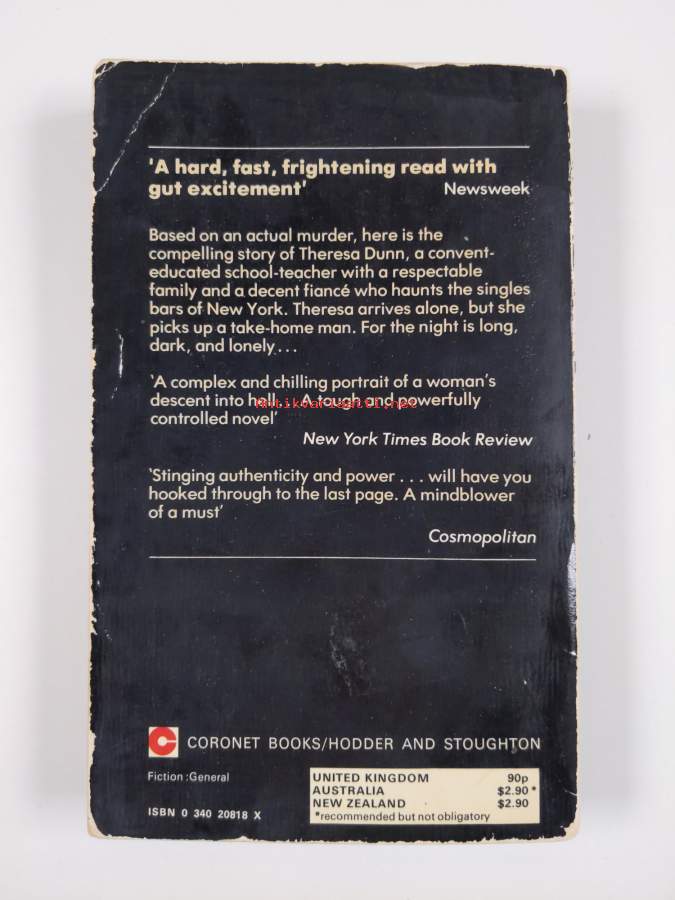 'A hard, fast, frightening read with
gut excitement'
Newsweek
Based on an actual murder, here is the
compelling story of Theresa Dunn, a convent-
educated school-teacher with a respectable
family and a decent fiancé who haunts the singles
bars of New York. Theresa arrives alone, but she
picks up a take-home man. For the night is long,
dark, and lonely...
'A complex and chilling portrait of a woman's
descent into hell... A tough and powerfully
controlled novel'
Antikvariaatti.net
New York Times Book Review
'Stinging authenticity and power... will have you
hooked through to the last page. A mindblower
of a must'
Cosmopolitan
CORONET BOOKS/HODDER AND STOUGHTON
Fiction:General
ISBN 0 340 20818 X
UNITED KINGDOM 90p
AUSTRALIA $2.90*
NEW ZEALAND $2.90
*recommended but not obligatory